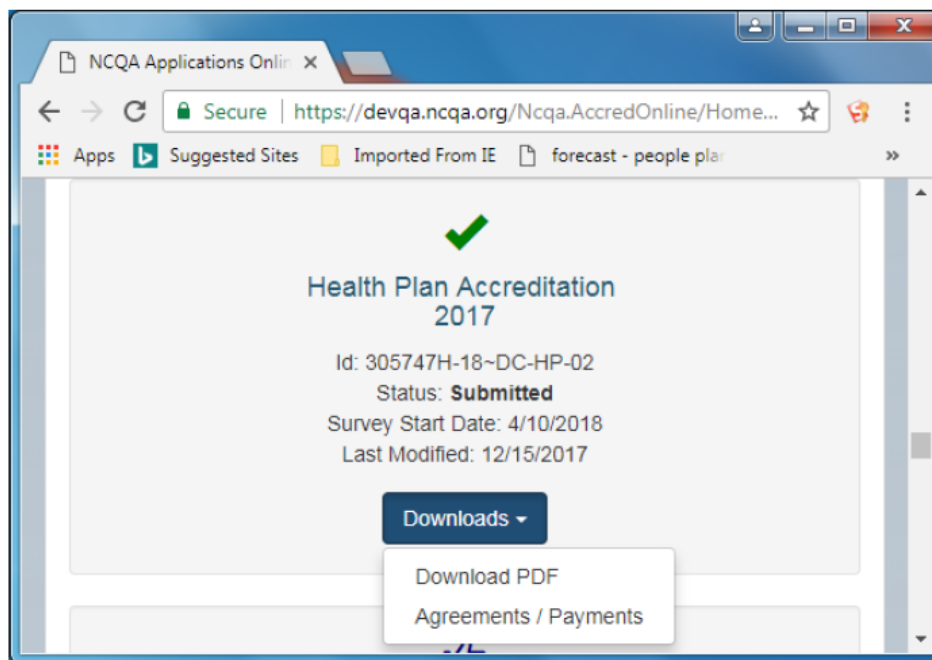 NCQA Applications Onlin
Secure | https://devqa.ncqa.org/Ncqa.AccredOnline/Home...
Apps Suggested Sites Imported From IE forecast - people plan »
Health Plan Accreditation
2017
Id: 305747H-18~DC-HP-02
Status: Submitted
Survey Start Date: 4/10/2018
Last Modified: 12/15/2017
Downloads
Download PDF
Agreements / Payments